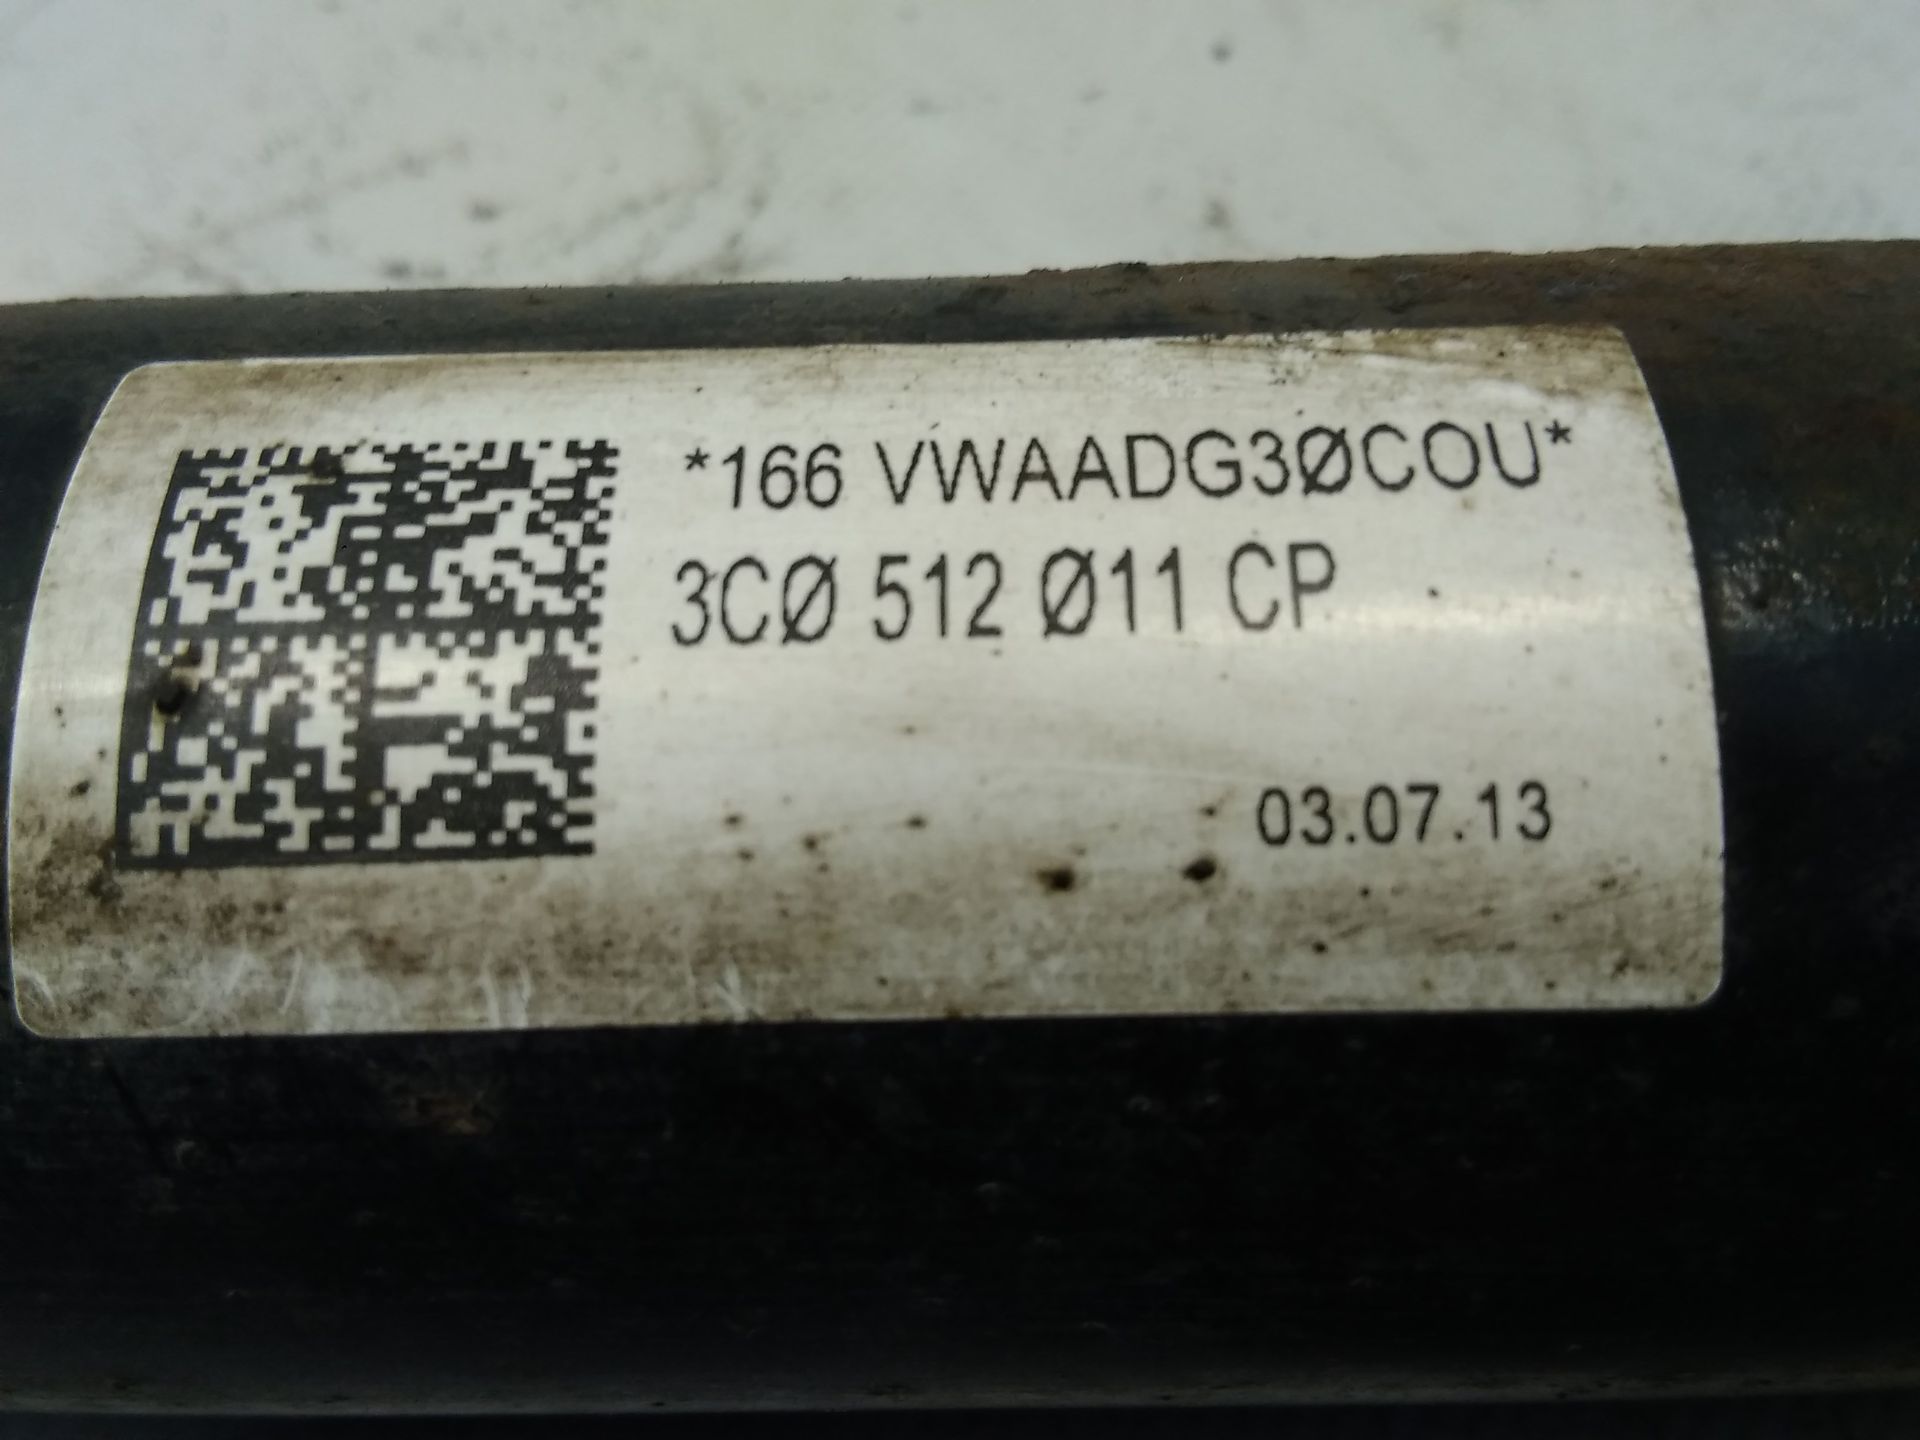 *166 VWAADG3ØCOU*
3CØ 512 Ø11 CP
03.07.13